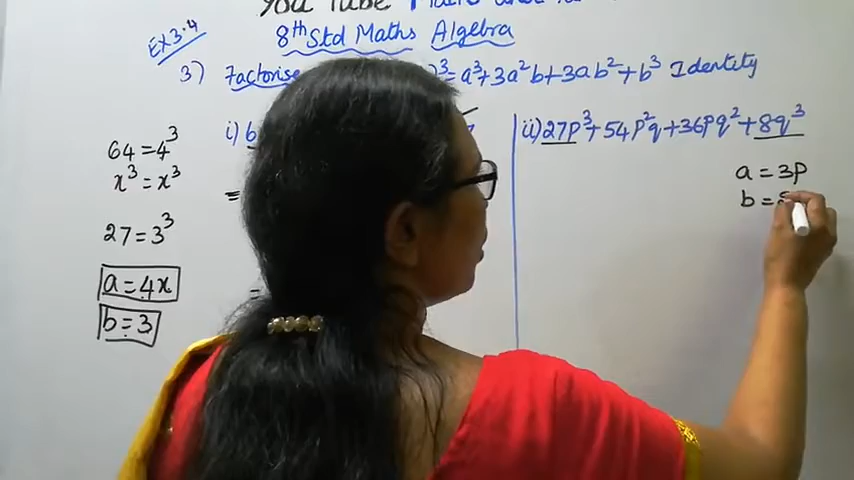 You Tube
Ex 3.4
8th Std Maths Algebra
3) Factorise )³=a³+3a²b+3ab²+b³ Identity
64=4³
x³=x³
27=3³
a=4x
b=3
i)
=
=
ii) 27p³+54p²q+36pq²+8q³
a=3p
b=